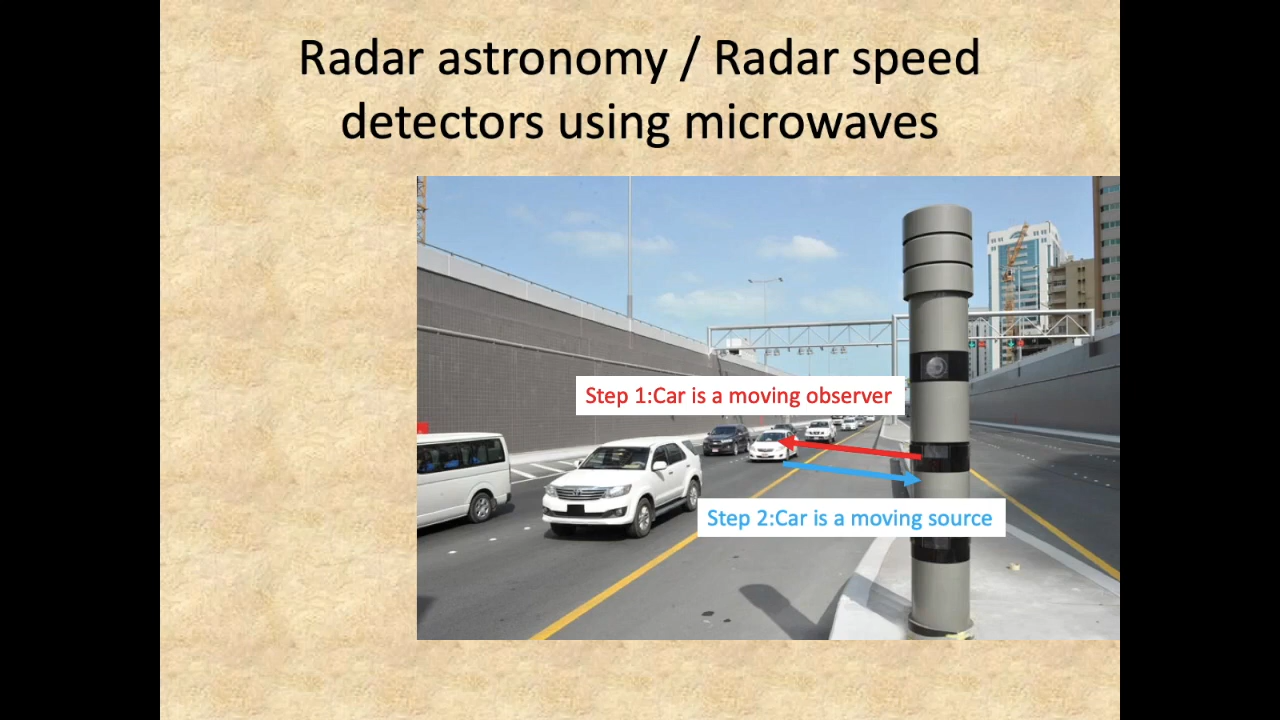 Radar astronomy / Radar speed
detectors using microwaves
Step 1:Car is a moving observer
Step 2:Car is a moving source